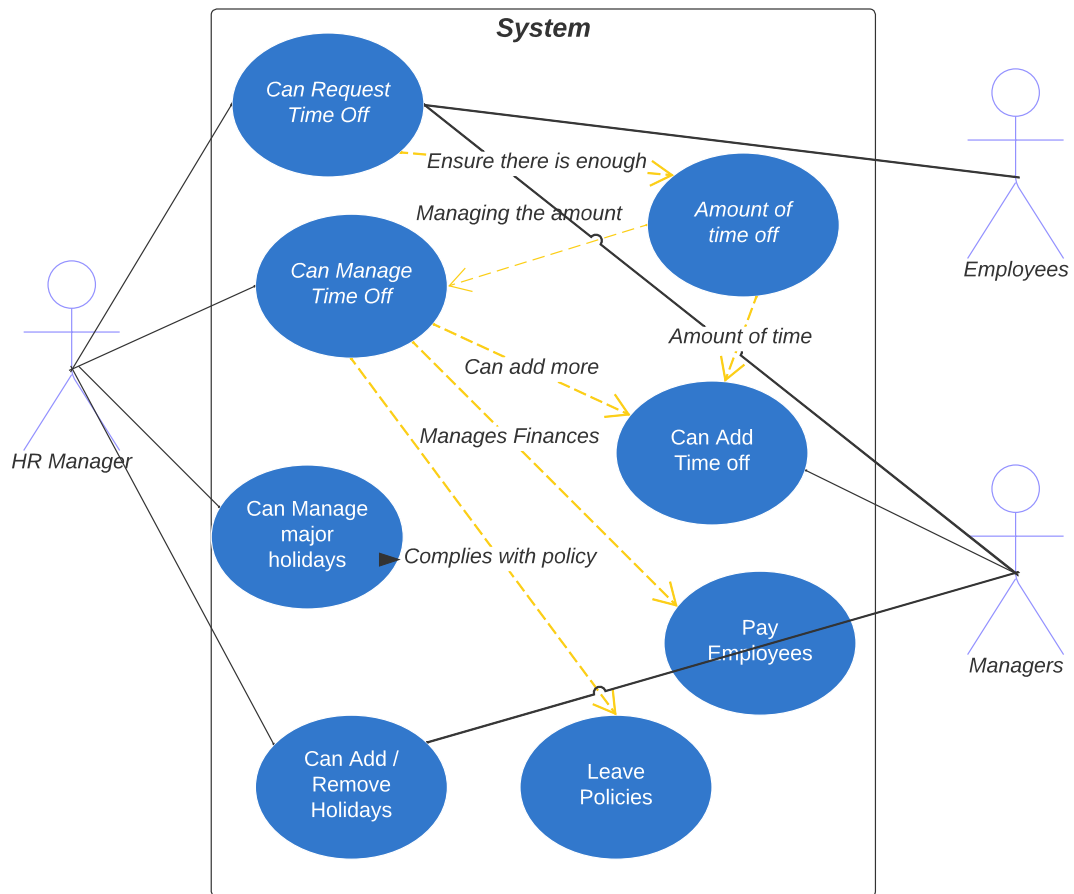 System
Can Request
Time Off
Ensure there is enough
Managing the amount
Amount of
time off
Employees
Can Manage
Time Off
Amount of time
Can add more
Manages Finances
Can Add
Time off
HR Manager
Can Manage
major
holidays
Complies with policy
Pay
Employees
Managers
Can Add /
Remove
Holidays
Leave
Policies